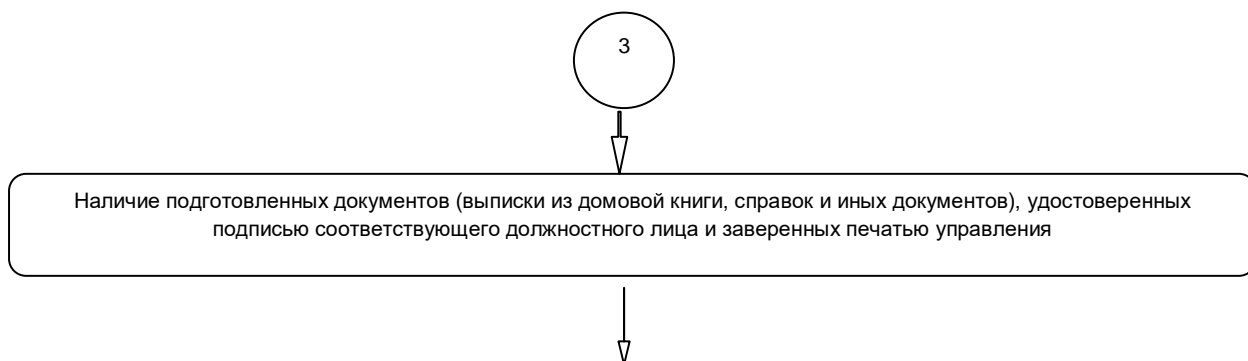 3
Наличие подготовленных документов (выписки из домовой книги, справок и иных документов), удостоверенных
подписью соответствующего должностного лица и заверенных печатью управления